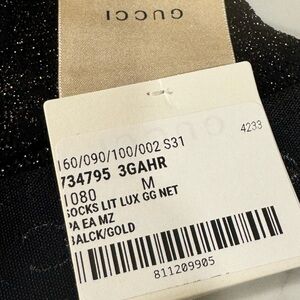 GUCCI
160/090/100/002 S31
4233
734795 3GAHR
1080 M
SOCKS LIT LUX GG NET
PA EA MZ
BALCK/GOLD
811209905